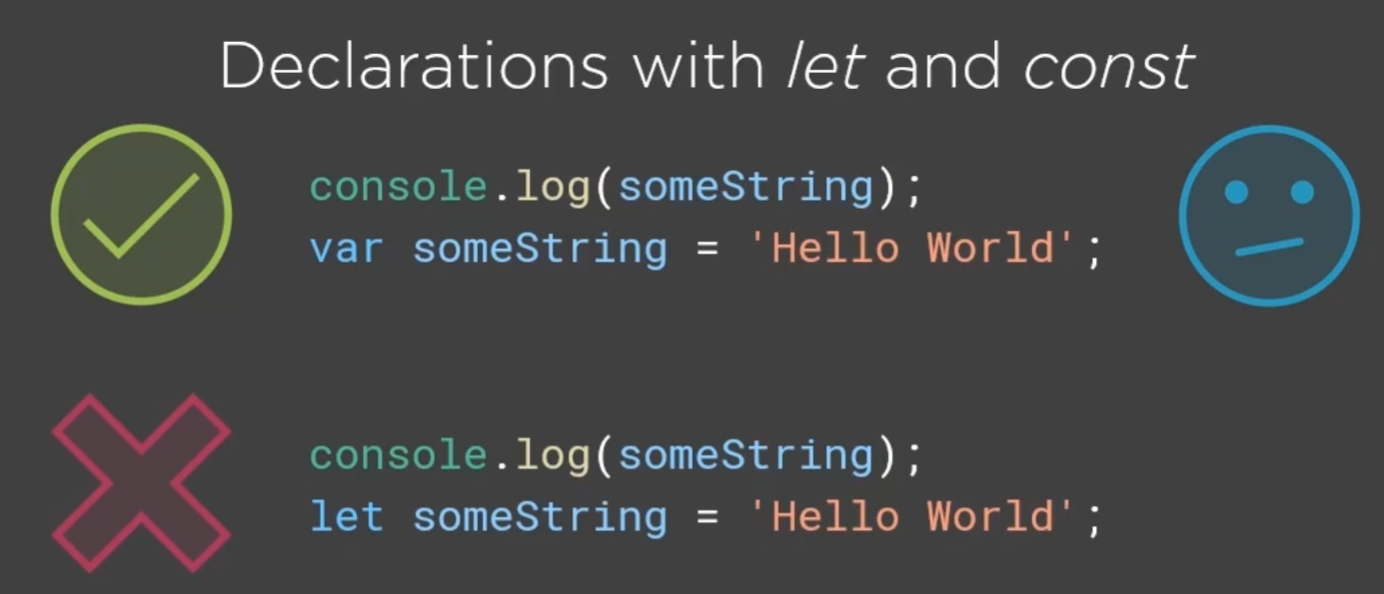 Declarations with let and const
console.log(someString);
var someString = 'Hello World';
console.log(someString);
let someString = 'Hello World';